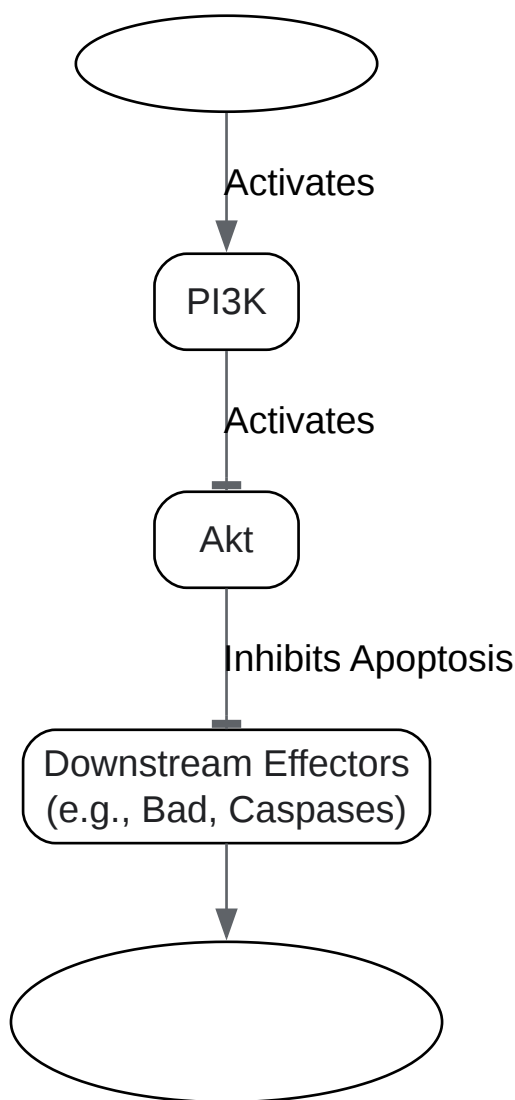 Activates
PI3K
Activates
Akt
Inhibits Apoptosis
Downstream Effectors
(e.g., Bad, Caspases)